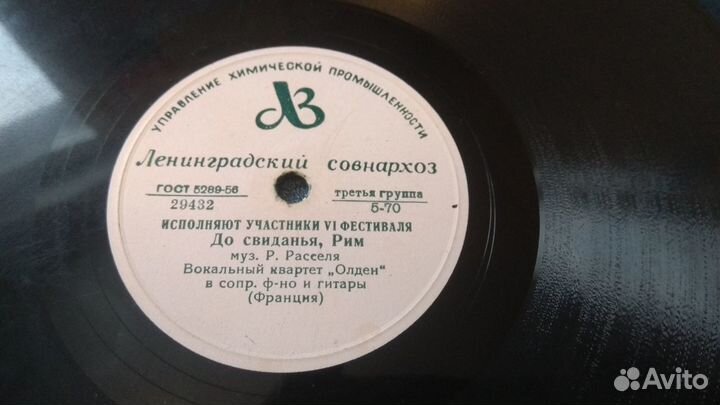 УПРАВЛЕНИЕ ХИМИЧЕСКОЙ ПРОМЫШЛЕННОСТИ
ЛЗ
Ленинградский совнархоз
ГОСТ 5289-56 третья группа
29432 5-70
ИСПОЛНЯЮТ УЧАСТНИКИ VI ФЕСТИВАЛЯ
До свиданья, Рим
муз. Р. Расселя
Вокальный квартет „Олден“
в сопр. ф-но и гитары
(Франция)
Avito